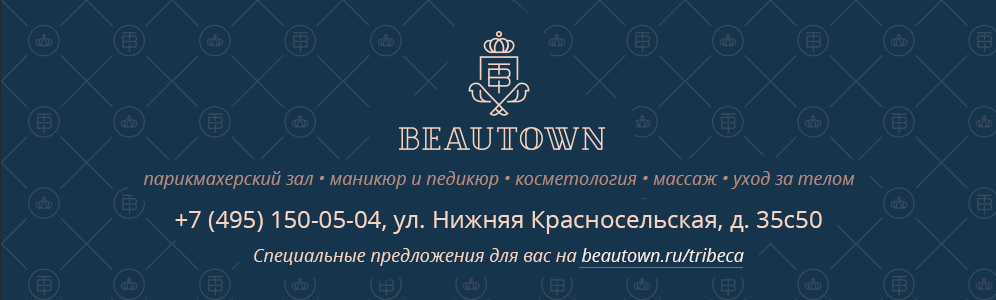 BEAUTOWN
парикмахерский зал • маникюр и педикюр • косметология • массаж • уход за телом
+7 (495) 150-05-04, ул. Нижняя Красносельская, д. 35с50
Специальные предложения для вас на beautown.ru/tribeca